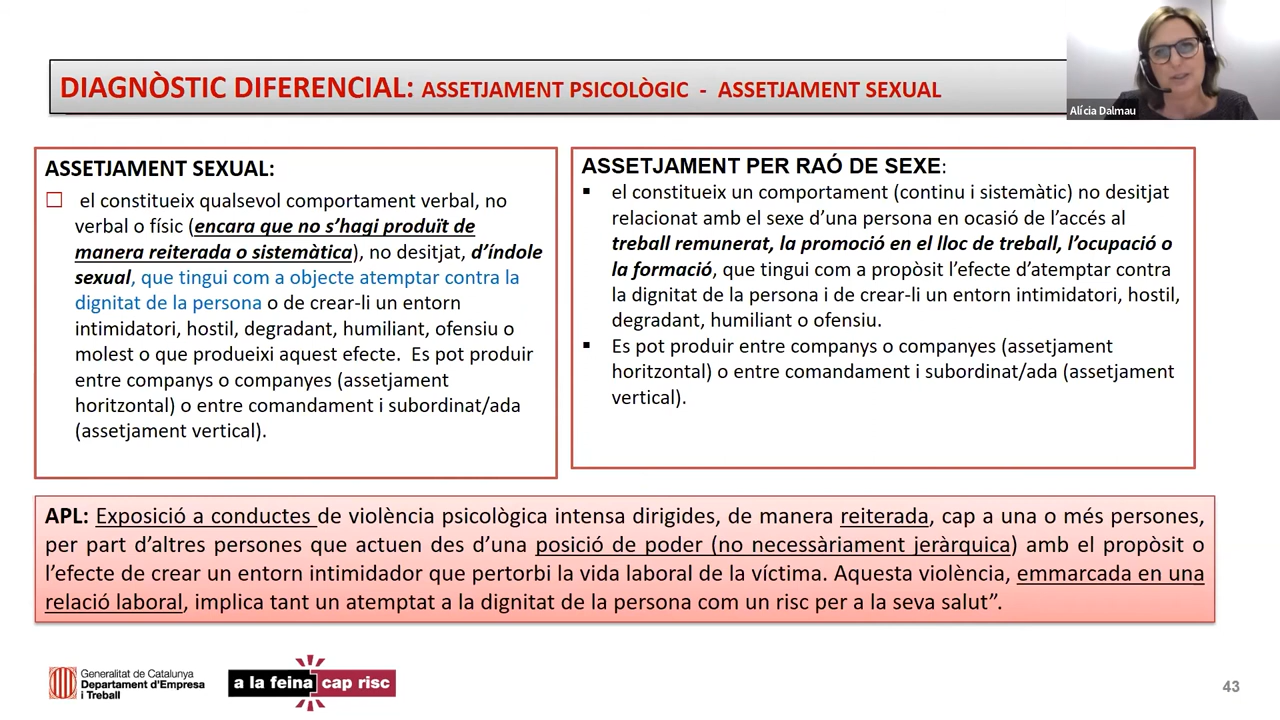 DIAGNÒSTIC DIFERENCIAL: ASSETJAMENT PSICOLÒGIC - ASSETJAMENT SEXUAL
Alícia Dalmau
ASSETJAMENT SEXUAL:
el constitueix qualsevol comportament verbal, no
verbal o físic (encara que no s'hagi produït de
manera reiterada o sistemàtica), no desitjat, d'índole
sexual, que tingui com a objecte atemptar contra la
dignitat de la persona o de crear-li un entorn
intimidatori, hostil, degradant, humiliant, ofensiu o
molest o que produeixi aquest efecte. Es pot produir
entre companys o companyes (assetjament
horitzontal) o entre comandament i subordinat/ada
(assetjament vertical).
ASSETJAMENT PER RAÓ DE SEXE:
▪ el constitueix un comportament (continu i sistemàtic) no desitjat
relacionat amb el sexe d'una persona en ocasió de l'accés al
treball remunerat, la promoció en el lloc de treball, l'ocupació o
la formació, que tingui com a propòsit l'efecte d'atemptar contra
la dignitat de la persona i de crear-li un entorn intimidatori, hostil,
degradant, humiliant o ofensiu.
▪ Es pot produir entre companys o companyes (assetjament
horitzontal) o entre comandament i subordinat/ada (assetjament
vertical).
APL: Exposició a conductes de violència psicològica intensa dirigides, de manera reiterada, cap a una o més persones,
per part d'altres persones que actuen des d'una posició de poder (no necessàriament jeràrquica) amb el propòsit o
l'efecte de crear un entorn intimidador que pertorbi la vida laboral de la víctima. Aquesta violència, emmarcada en una
relació laboral, implica tant un atemptat a la dignitat de la persona com un risc per a la seva salut”.
Generalitat de Catalunya
Departament d'Empresa
i Treball
a la feina cap risc
43